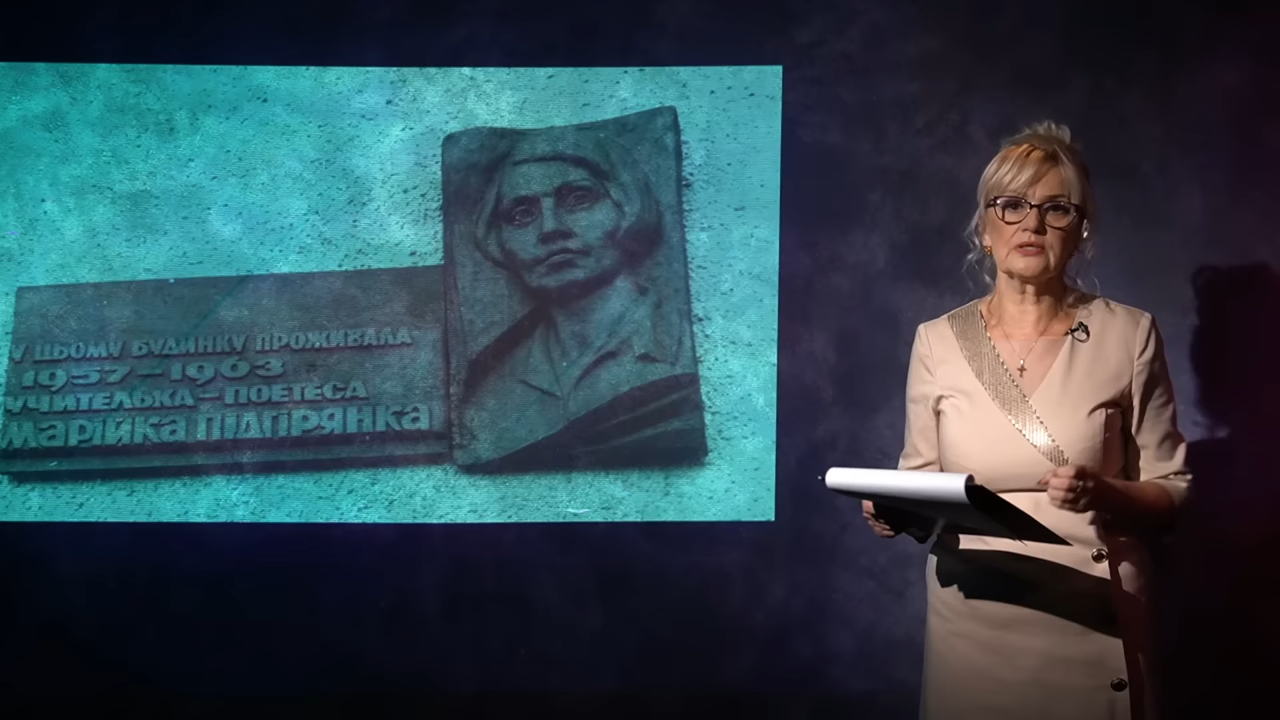 У ЦЬОМУ БУДИНКУ ПРОЖИВАЛА
1957–1963
УЧИТЕЛЬКА–ПОЕТЕСА
МАРІЙКА ПІДГІРЯНКА